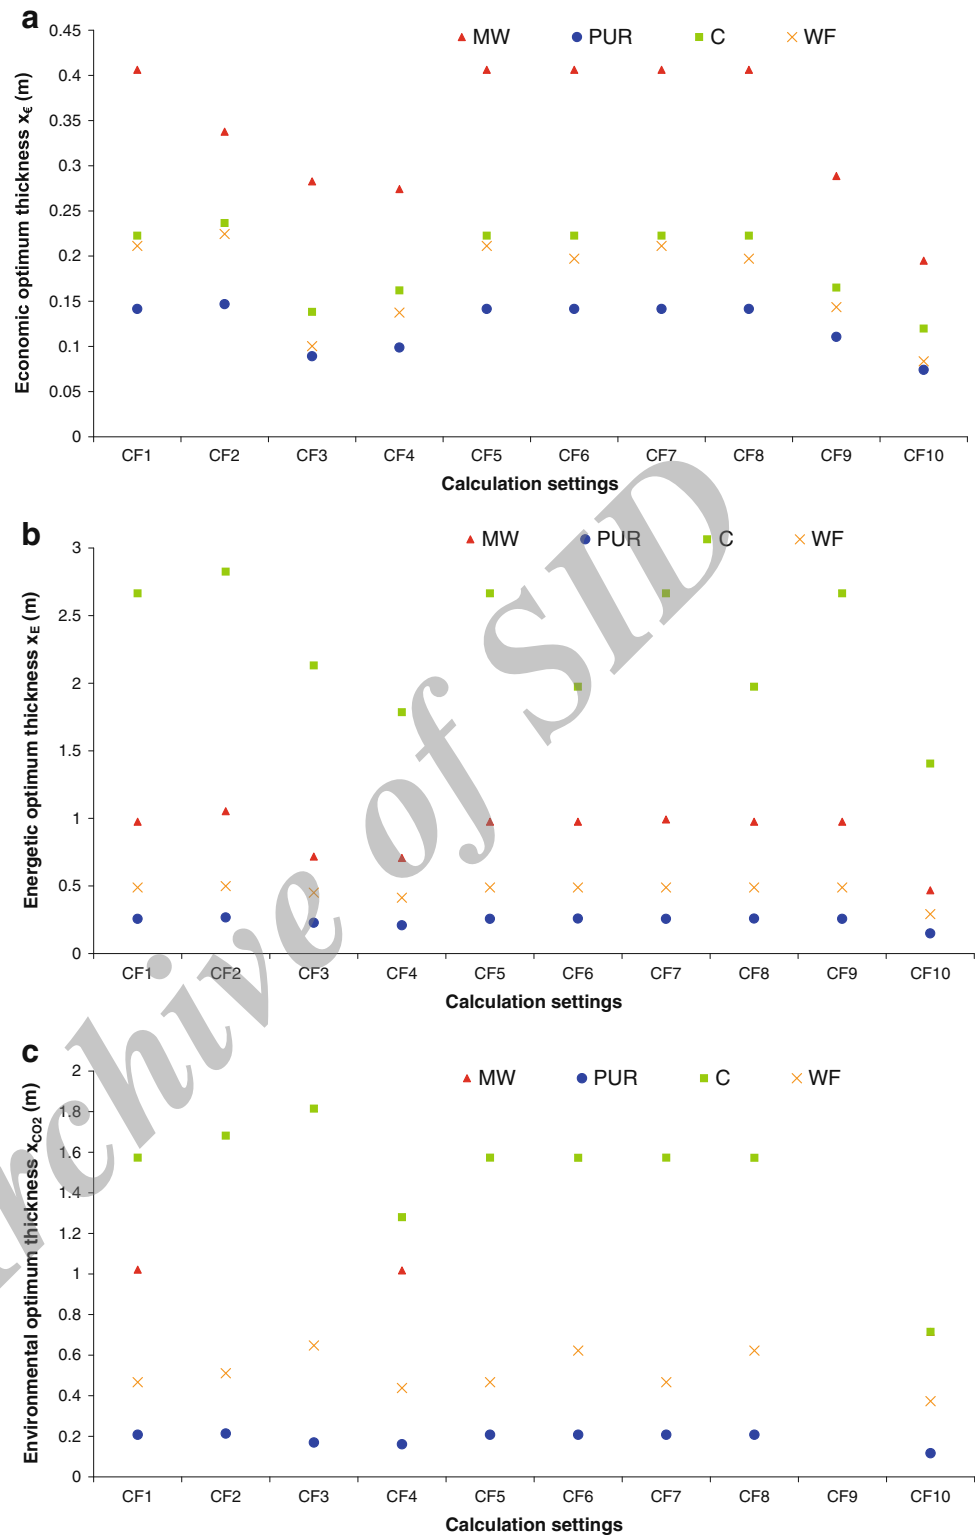 a
MW PUR C WF
Economic optimum thickness x€ (m)
0.45
0.4
0.35
0.3
0.25
0.2
0.15
0.1
0.05
0
CF1 CF2 CF3 CF4 CF5 CF6 CF7 CF8 CF9 CF10
Calculation settings
b
MW PUR C WF
Energetic optimum thickness xE (m)
3
2.5
2
1.5
1
0.5
0
CF1 CF2 CF3 CF4 CF5 CF6 CF7 CF8 CF9 CF10
Calculation settings
c
MW PUR C WF
Environmental optimum thickness xCO2 (m)
2
1.8
1.6
1.4
1.2
1
0.8
0.6
0.4
0.2
0
CF1 CF2 CF3 CF4 CF5 CF6 CF7 CF8 CF9 CF10
Calculation settings
Archive of SID